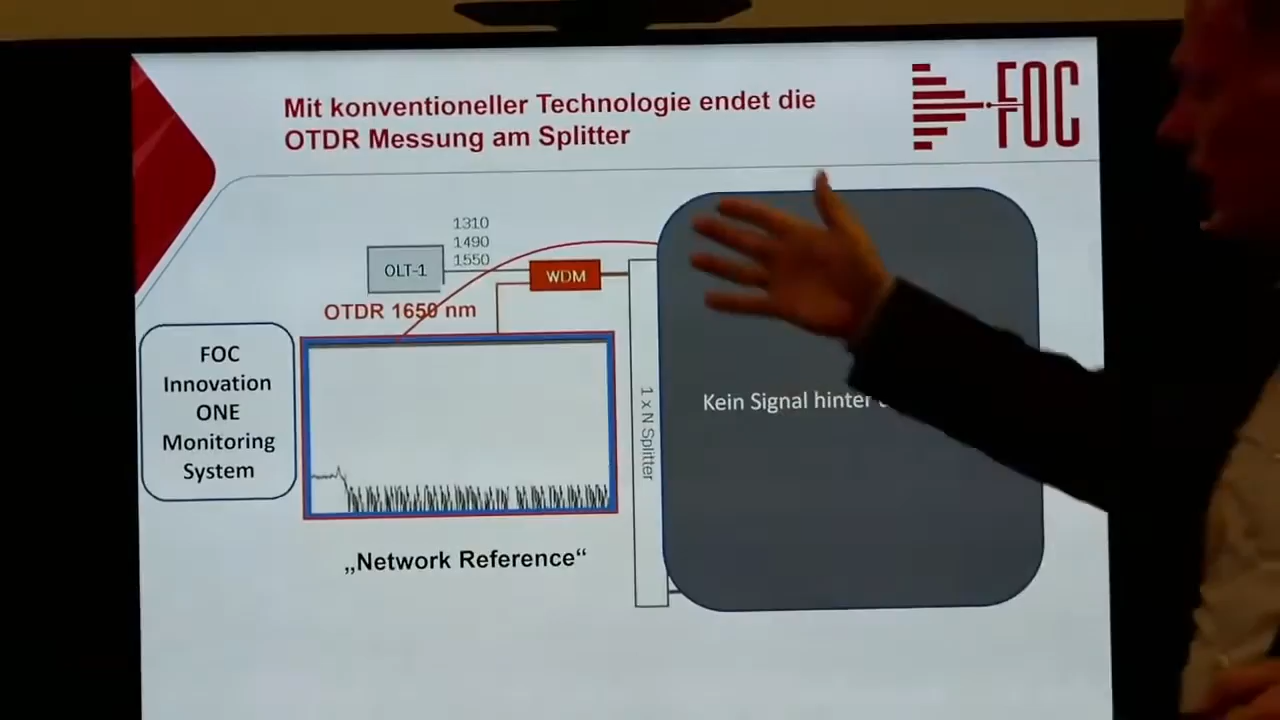 Mit konventioneller Technologie endet die
OTDR Messung am Splitter
FOC
1310
1490
1550
OLT-1
WDM
OTDR 1650 nm
FOC
Innovation
ONE
Monitoring
System
1 x N Splitter
Kein Signal hinter
„Network Reference“